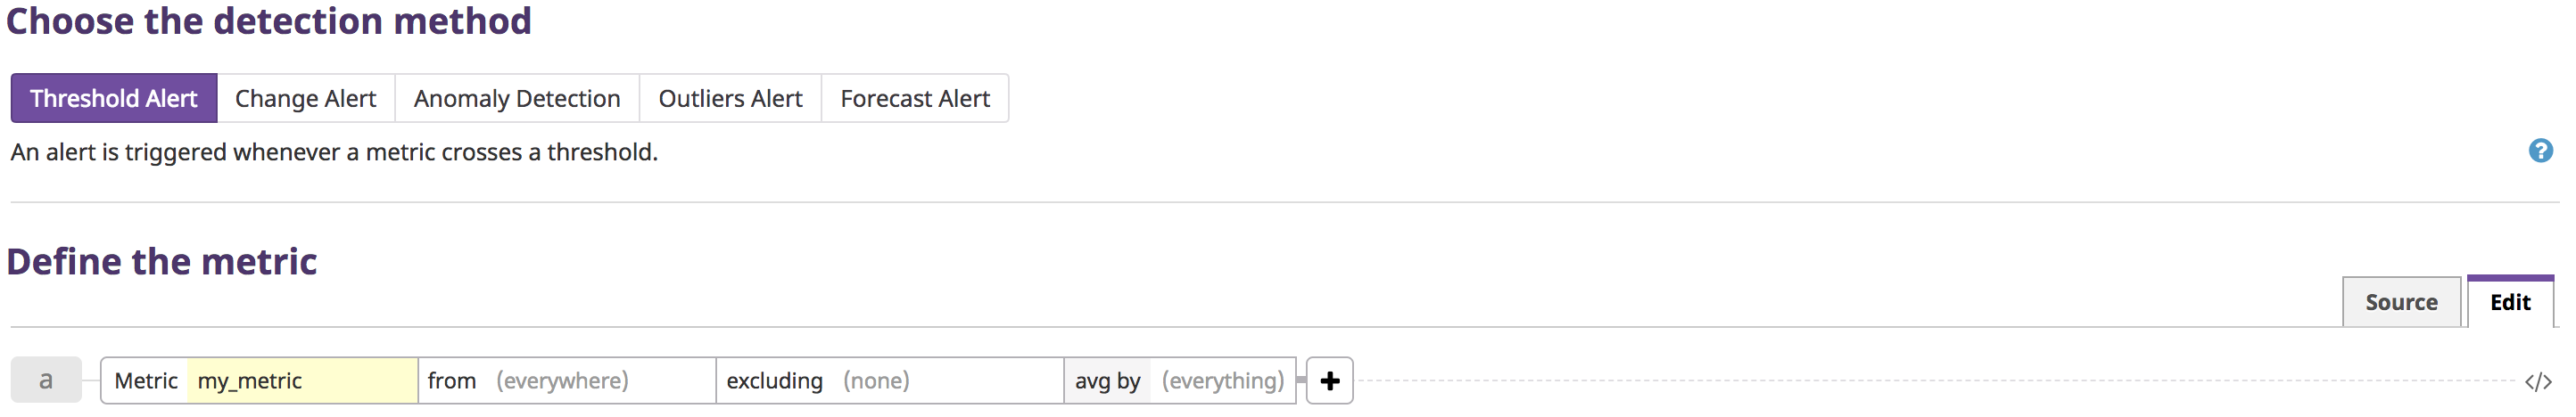 Choose the detection method
Threshold Alert Change Alert Anomaly Detection Outliers Alert Forecast Alert
An alert is triggered whenever a metric crosses a threshold.
?
Define the metric
Source Edit
a Metric my_metric from (everywhere) excluding (none) avg by (everything) + </>